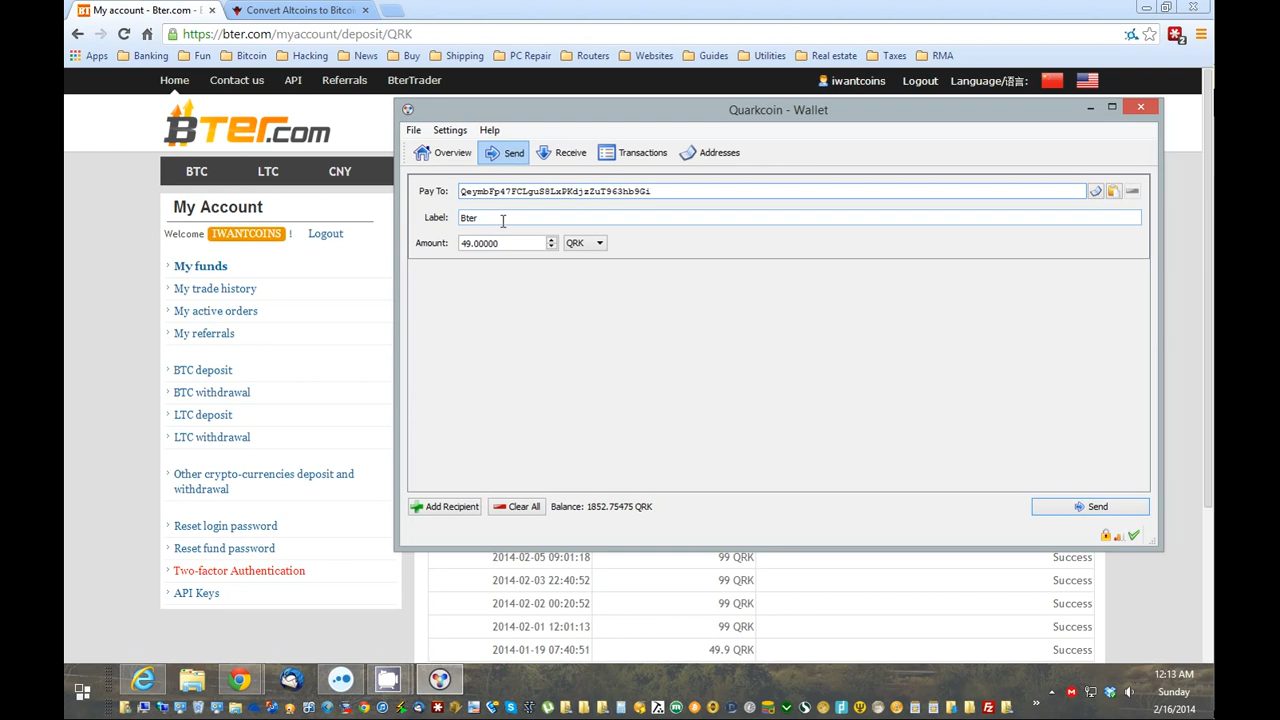 My account - Bter.com -
Convert Altcoins to Bitcoi
https://bter.com/myaccount/deposit/QRK
Apps Banking Fun Bitcoin Hacking News Buy Shipping PC Repair Routers Websites Guides Utilities Real estate Taxes RMA
Home Contact us API Referrals BterTrader iwantcoins Logout Language/语言:
BTer.com
BTC LTC CNY
My Account
Welcome IWANTCOINS ! Logout
My funds
My trade history
My active orders
My referrals
BTC deposit
BTC withdrawal
LTC deposit
LTC withdrawal
Other crypto-currencies deposit and
withdrawal
Reset login password
Reset fund password
Two-factor Authentication
API Keys
Quarkcoin - Wallet
File Settings Help
Overview Send Receive Transactions Addresses
Pay To: QeymbFp47FCLguS8LxPKdjzZuT963hb9Gi
Label: Bter
Amount: 49.00000 QRK
Add Recipient Clear All Balance: 1852.75475 QRK Send
2014-02-05 09:01:18 99 QRK Success
2014-02-03 22:40:52 99 QRK Success
2014-02-02 00:20:52 99 QRK Success
2014-02-01 12:01:13 99 QRK Success
2014-01-19 07:40:51 49.9 QRK Success
12:13 AM
Sunday
2/16/2014